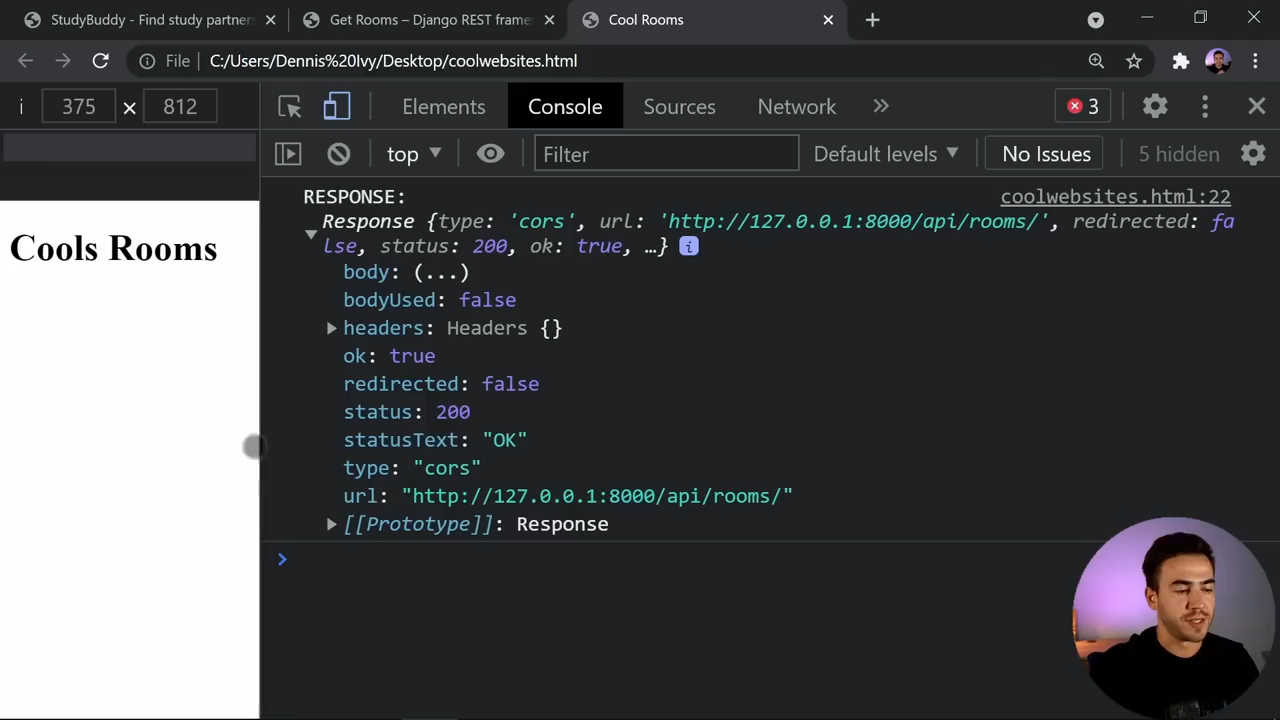 StudyBuddy - Find study partner
Get Rooms – Django REST frame
Cool Rooms
File
C:/Users/Dennis%20Ivy/Desktop/coolwebsites.html
375 × 812
Elements
Console
Sources
Network
3
top
Filter
Default levels
No Issues
5 hidden
RESPONSE:
coolwebsites.html:22
Response {type: 'cors', url: 'http://127.0.0.1:8000/api/rooms/', redirected: fa
lse, status: 200, ok: true, …} i
body: (...)
bodyUsed: false
headers: Headers {}
ok: true
redirected: false
status: 200
statusText: "OK"
type: "cors"
url: "http://127.0.0.1:8000/api/rooms/"
[[Prototype]]: Response
Cools Rooms